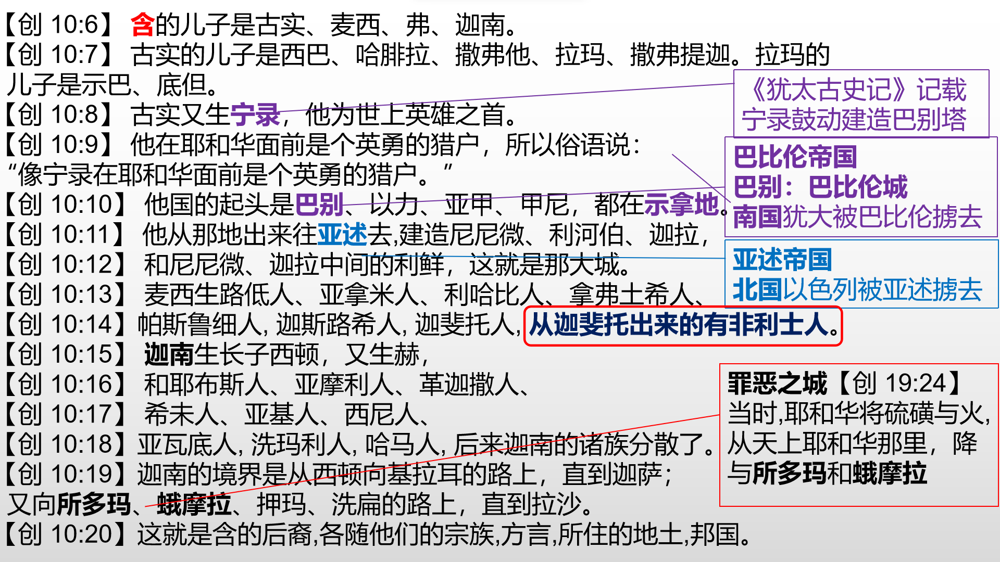 【创 10:6】 含的儿子是古实、麦西、弗、迦南。
【创 10:7】 古实的儿子是西巴、哈腓拉、撒弗他、拉玛、撒弗提迦。拉玛的
儿子是示巴、底但。
【创 10:8】 古实又生宁录，他为世上英雄之首。
【创 10:9】 他在耶和华面前是个英勇的猎户，所以俗语说：
“像宁录在耶和华面前是个英勇的猎户。”
【创 10:10】 他国的起头是巴别、以力、亚甲、甲尼，都在示拿地。
【创 10:11】 他从那地出来往亚述去,建造尼尼微、利河伯、迦拉，
【创 10:12】 和尼尼微、迦拉中间的利鲜，这就是那大城。
【创 10:13】 麦西生路低人、亚拿米人、利哈比人、拿弗土希人、
【创 10:14】帕斯鲁细人, 迦斯路希人, 迦斐托人, 从迦斐托出来的有非利士人。
【创 10:15】 迦南生长子西顿，又生赫，
【创 10:16】 和耶布斯人、亚摩利人、革迦撒人、
【创 10:17】 希未人、亚基人、西尼人、
【创 10:18】亚瓦底人, 洗玛利人, 哈马人, 后来迦南的诸族分散了。
【创 10:19】迦南的境界是从西顿向基拉耳的路上，直到迦萨；
又向所多玛、蛾摩拉、押玛、洗扁的路上，直到拉沙。
【创 10:20】这就是含的后裔,各随他们的宗族,方言,所住的地土,邦国。
《犹太古史记》记载
宁录鼓动建造巴别塔
巴比伦帝国
巴别：巴比伦城
南国犹大被巴比伦掳去
亚述帝国
北国以色列被亚述掳去
罪恶之城【创 19:24】
当时,耶和华将硫磺与火,
从天上耶和华那里，降
与所多玛和蛾摩拉